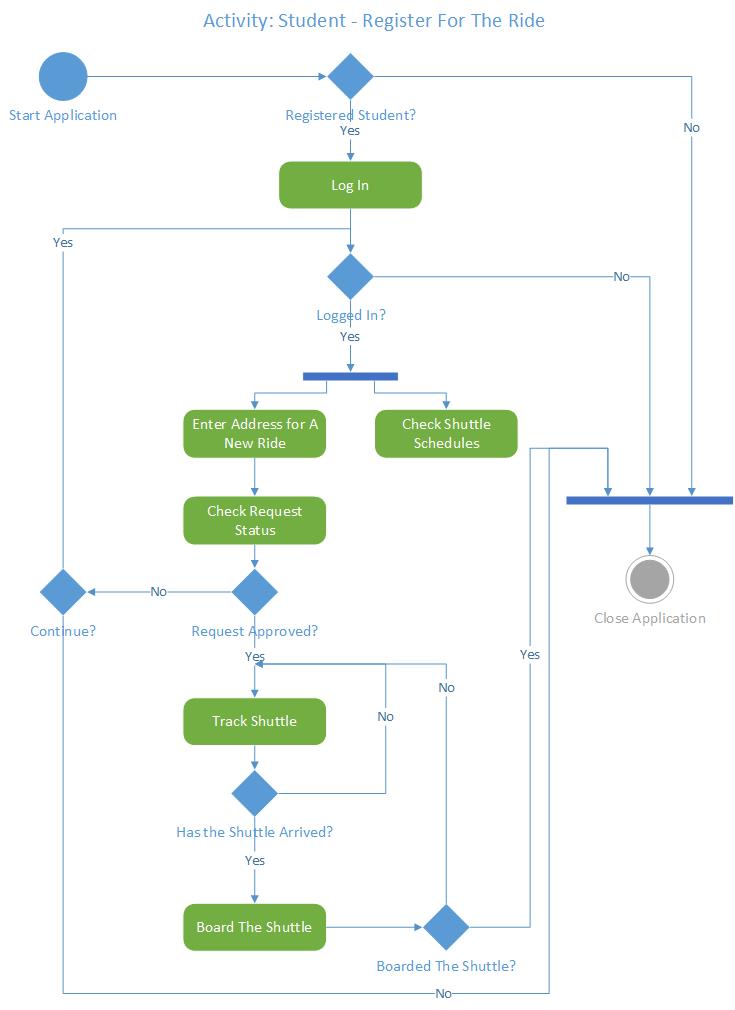 Activity: Student - Register For The Ride
Start Application
Registered Student?
Yes
No
Log In
Yes
No
Logged In?
Yes
Enter Address for A
New Ride
Check Shuttle
Schedules
Check Request
Status
No
Continue?
Request Approved?
Close Application
Yes
Yes
No
No
Track Shuttle
Has the Shuttle Arrived?
Yes
Board The Shuttle
Boarded The Shuttle?
No